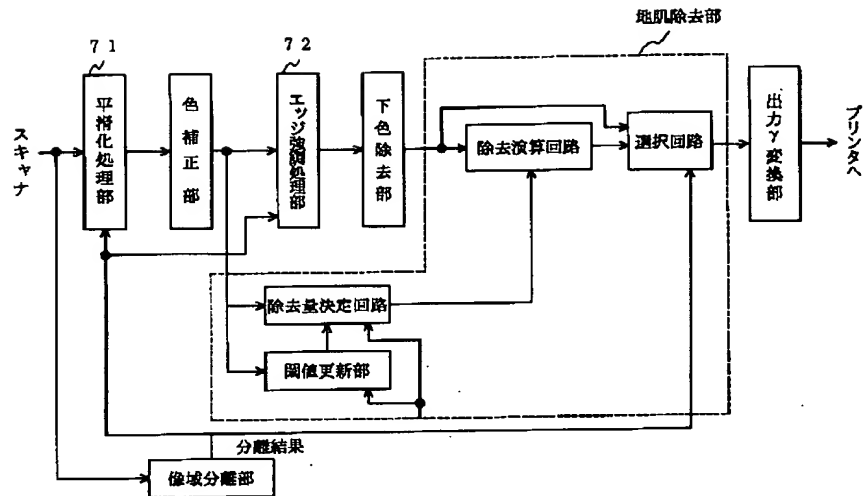 地肌除去部
71
72
スキャナ
平滑化処理部
色補正部
エッジ強調処理部
下色除去部
除去演算回路
選択回路
出力γ変換部
プリンタへ
除去量決定回路
閾値更新部
分離結果
像域分離部